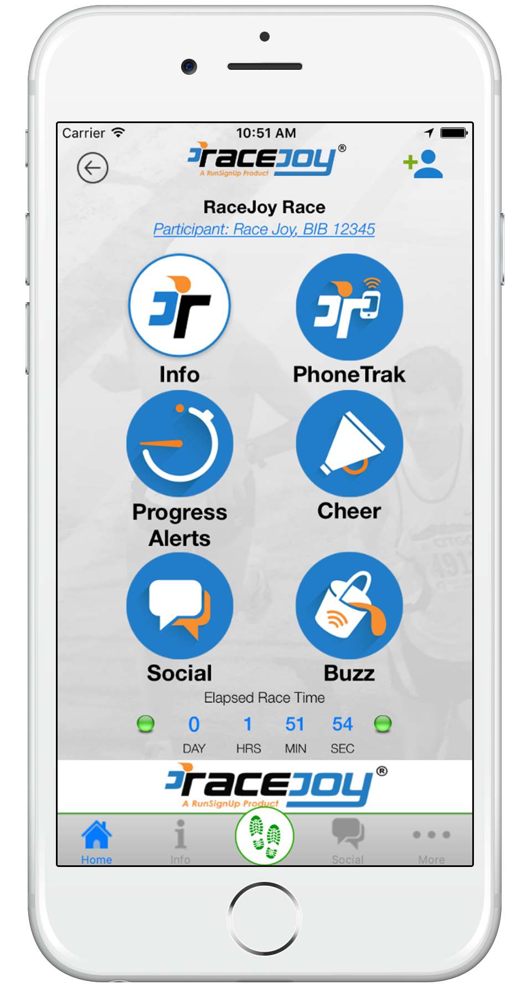 Carrier 10:51 AM
raceJoy®
A RunSignUp Product
RaceJoy Race
Participant: Race Joy, BIB 12345
Info PhoneTrak
Progress Cheer
Alerts
Social Buzz
Elapsed Race Time
0 1 51 54
DAY HRS MIN SEC
raceJoy®
A RunSignUp Product
Home Info Social More